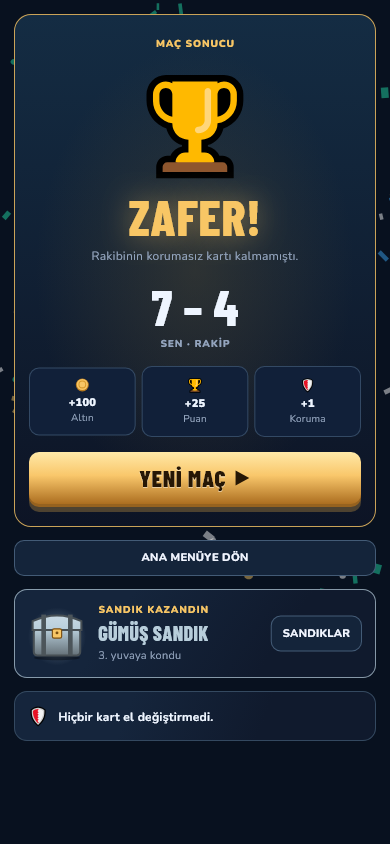 MAÇ SONUCU
ZAFER!
Rakibinin korumasız kartı kalmamıştı.
7 – 4
SEN · RAKİP
+100
Altın
+25
Puan
+1
Koruma
YENİ MAÇ ▶
ANA MENÜYE DÖN
SANDIK KAZANDIN
GÜMÜŞ SANDIK
3. yuvaya kondu
SANDIKLAR
Hiçbir kart el değiştirmedi.